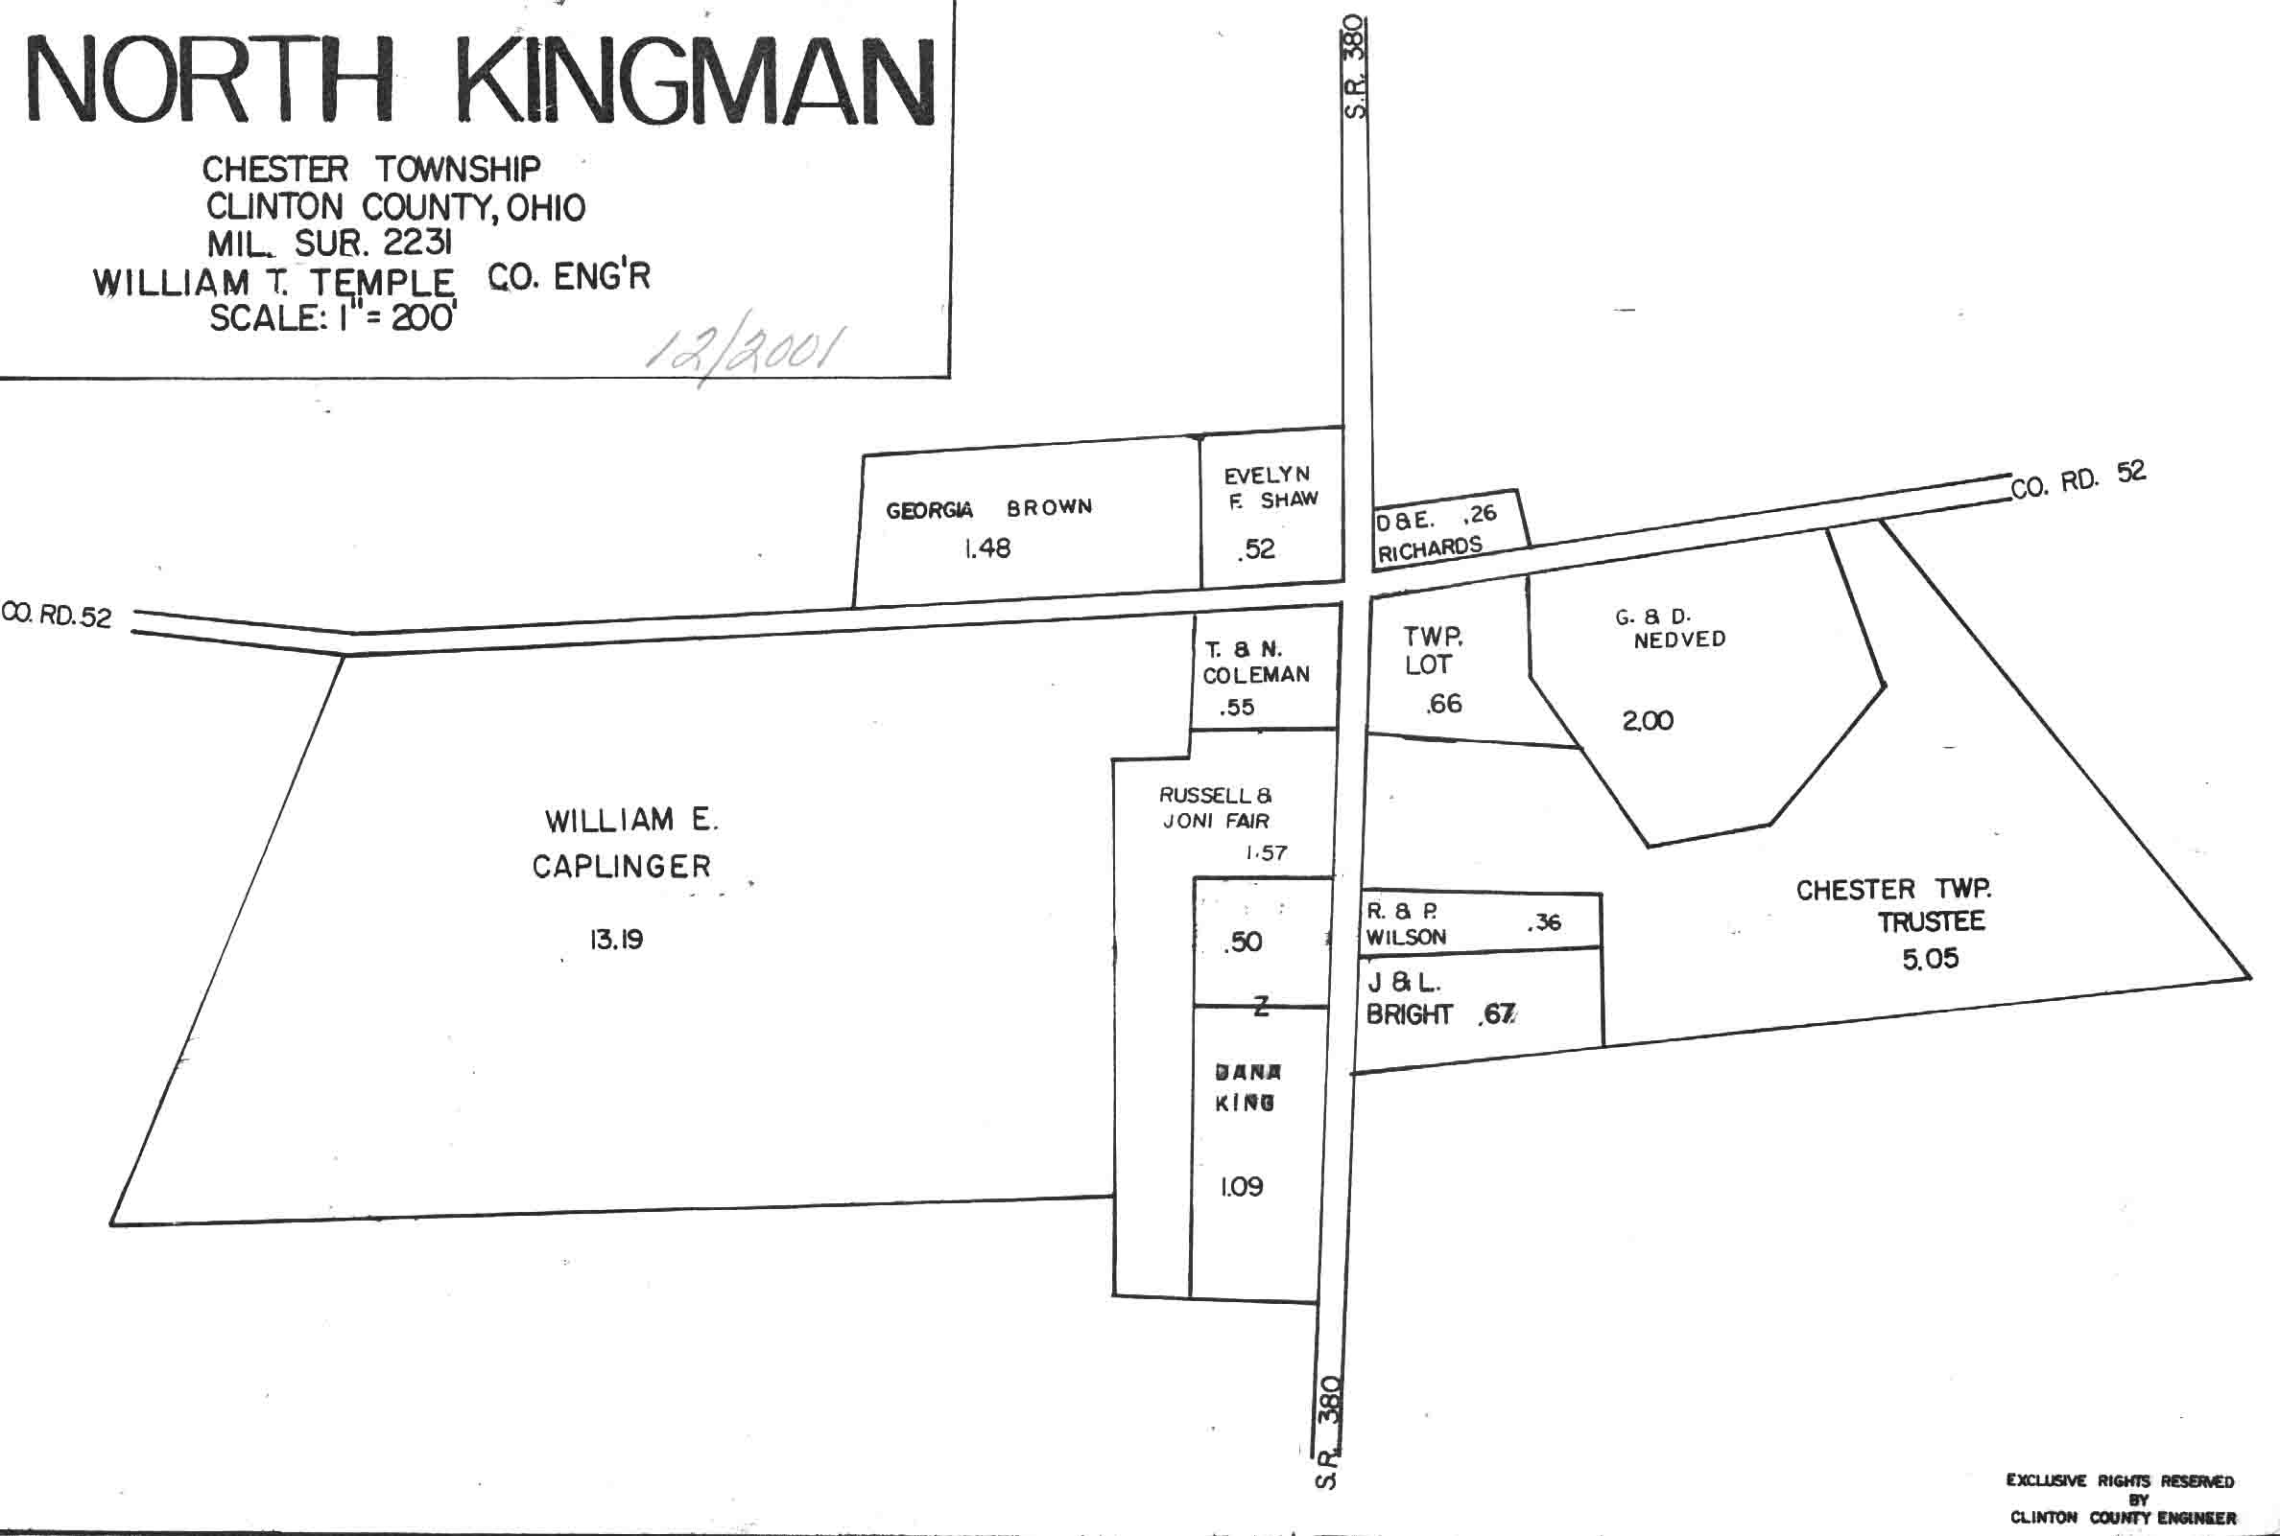 NORTH KINGMAN
CHESTER TOWNSHIP
CLINTON COUNTY, OHIO
MIL. SUR. 2231
WILLIAM T. TEMPLE CO. ENG'R
SCALE: 1" = 200'
12/2001
S.R. 380
GEORGIA BROWN
1.48
EVELYN
F. SHAW
.52
D & E. .26
RICHARDS
CO. RD. 52
CO. RD. 52
T. & N.
COLEMAN
.55
TWP.
LOT
.66
G. & D.
NEDVED
2.00
WILLIAM E.
CAPLINGER
13.19
RUSSELL &
JONI FAIR
1.57
.50
Z
R. & P. .36
WILSON
J & L.
BRIGHT .67
CHESTER TWP.
TRUSTEE
5.05
DANA
KING
1.09
S.R. 380
EXCLUSIVE RIGHTS RESERVED
BY
CLINTON COUNTY ENGINEER